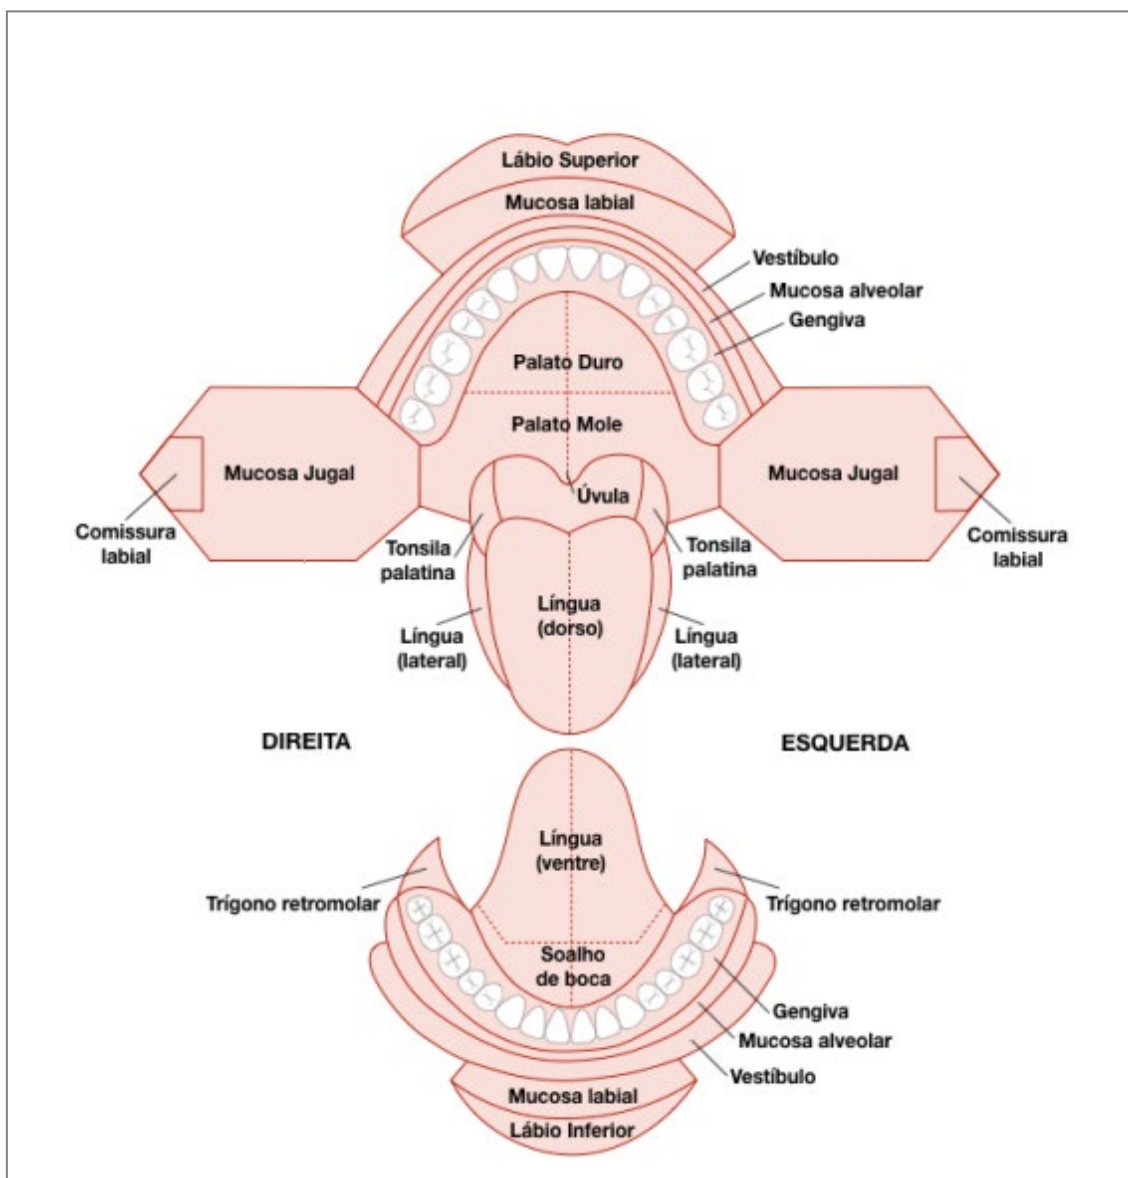 Lábio Superior
Mucosa labial
Vestíbulo
Mucosa alveolar
Gengiva
Palato Duro
Palato Mole
Mucosa Jugal
Mucosa Jugal
Úvula
Comissura
labial
Tonsila
palatina
Tonsila
palatina
Comissura
labial
Língua
(dorso)
Língua
(lateral)
Língua
(lateral)
DIREITA
ESQUERDA
Língua
(ventre)
Trígono retromolar
Trígono retromolar
Soalho
de boca
Gengiva
Mucosa alveolar
Vestíbulo
Mucosa labial
Lábio Inferior